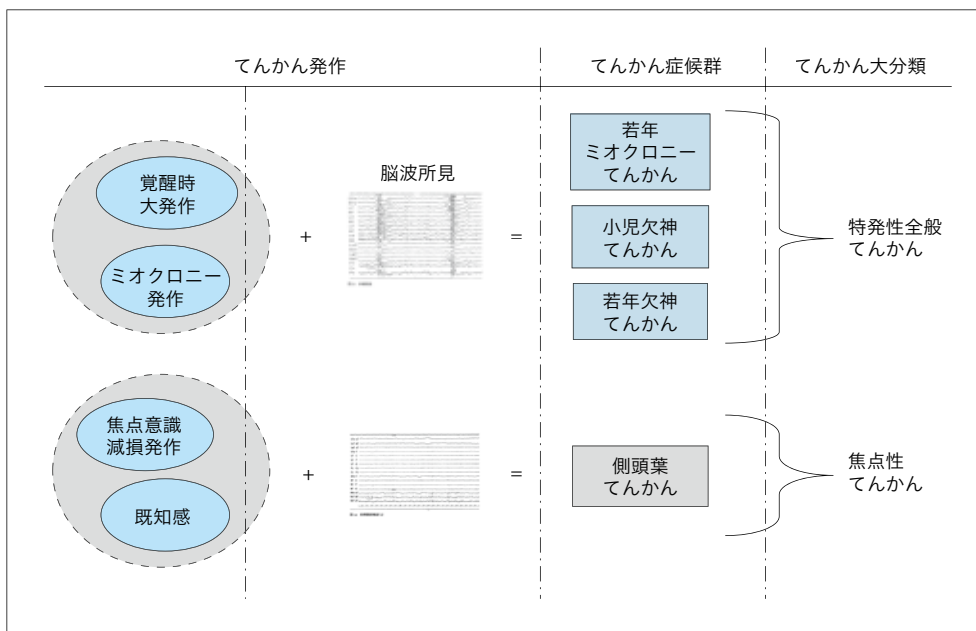 てんかん発作
てんかん症候群
てんかん大分類
覚醒時
大発作
ミオクロニー
発作
+
脳波所見
=
若年
ミオクロニー
てんかん
小児欠神
てんかん
若年欠神
てんかん
特発性全般
てんかん
焦点意識
減損発作
既知感
+
=
側頭葉
てんかん
焦点性
てんかん